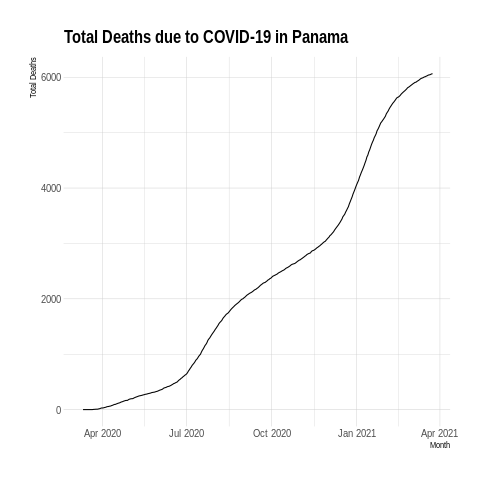 Total Deaths due to COVID-19 in Panama
Total Deaths
6000
4000
2000
0
Apr 2020 Jul 2020 Oct 2020 Jan 2021 Apr 2021
Month